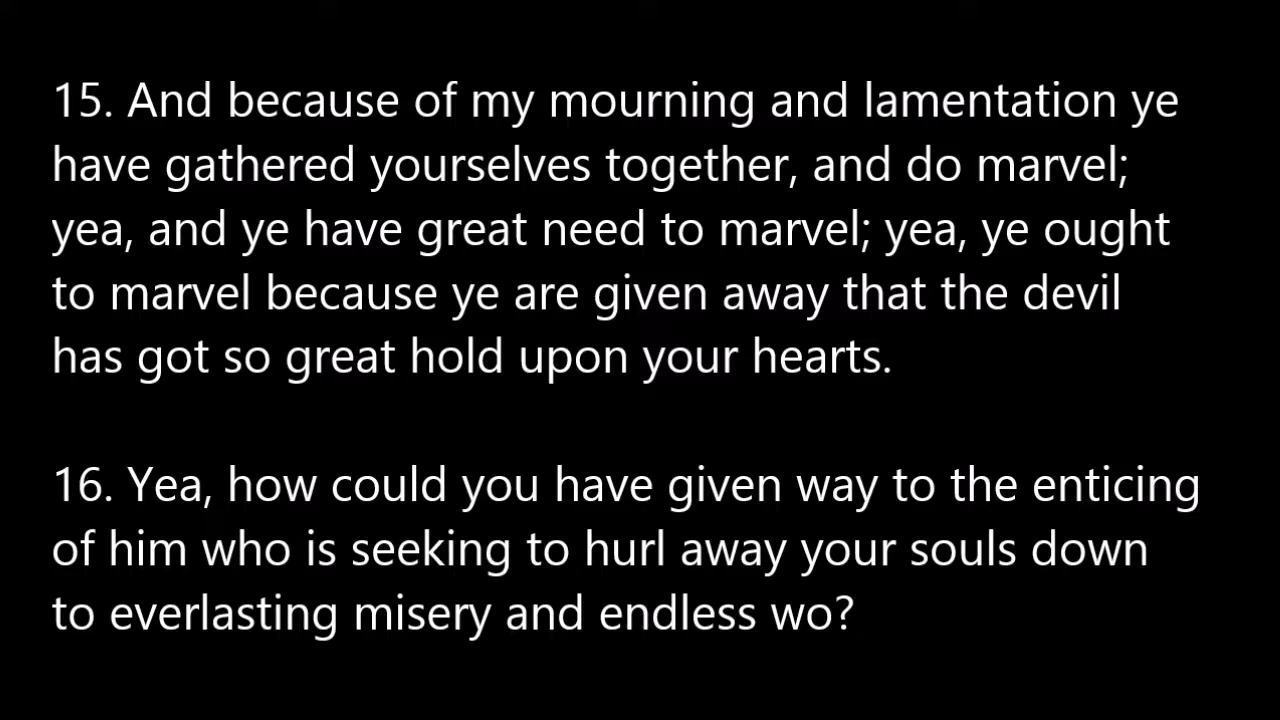 15. And because of my mourning and lamentation ye
have gathered yourselves together, and do marvel;
yea, and ye have great need to marvel; yea, ye ought
to marvel because ye are given away that the devil
has got so great hold upon your hearts.
16. Yea, how could you have given way to the enticing
of him who is seeking to hurl away your souls down
to everlasting misery and endless wo?